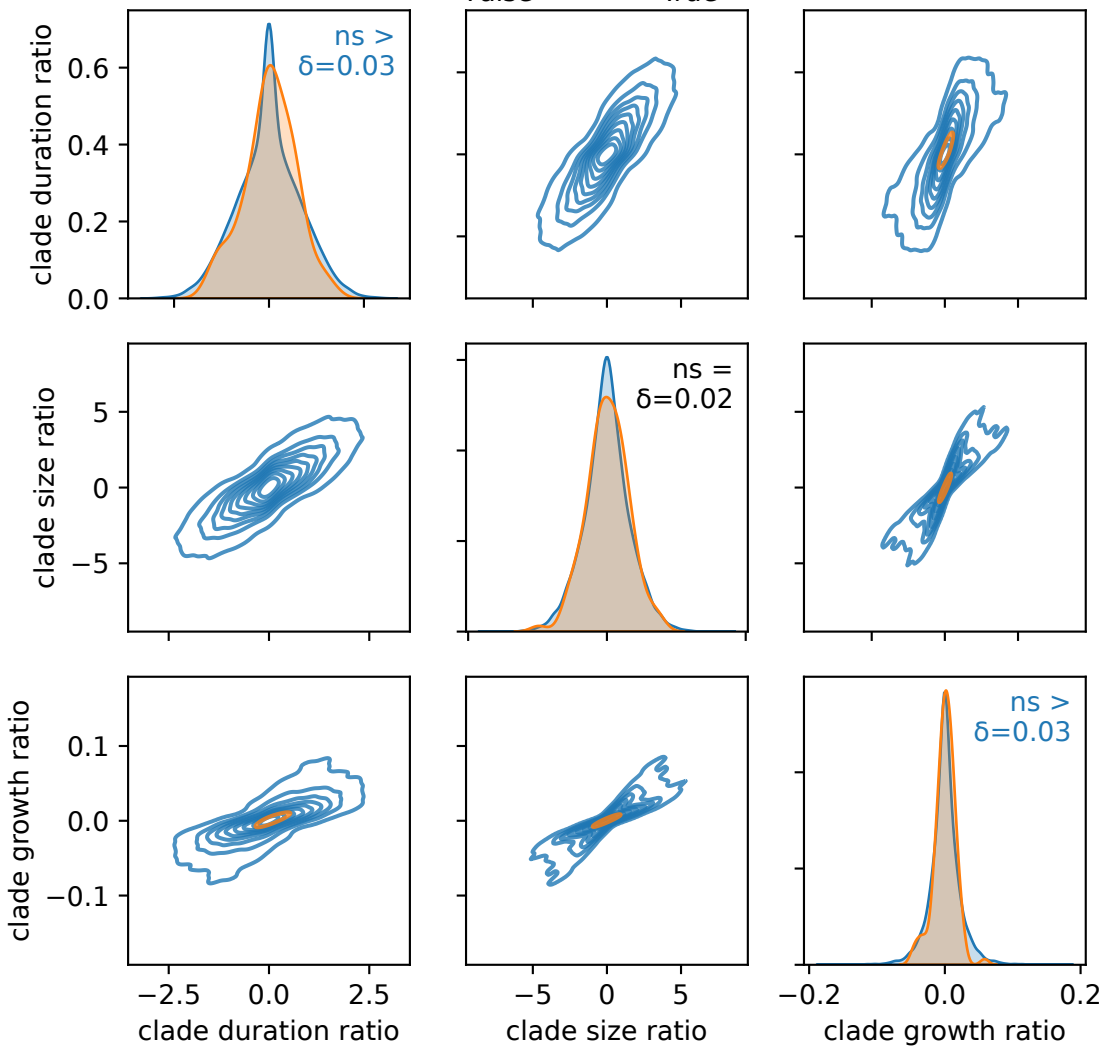 clade duration ratio
0.6
0.4
0.2
0.0
ns >
δ=0.03
clade size ratio
5
0
−5
ns =
δ=0.02
clade growth ratio
0.1
0.0
−0.1
ns >
δ=0.03
−2.5 0.0 2.5
clade duration ratio
−5 0 5
clade size ratio
−0.2 0.0 0.2
clade growth ratio